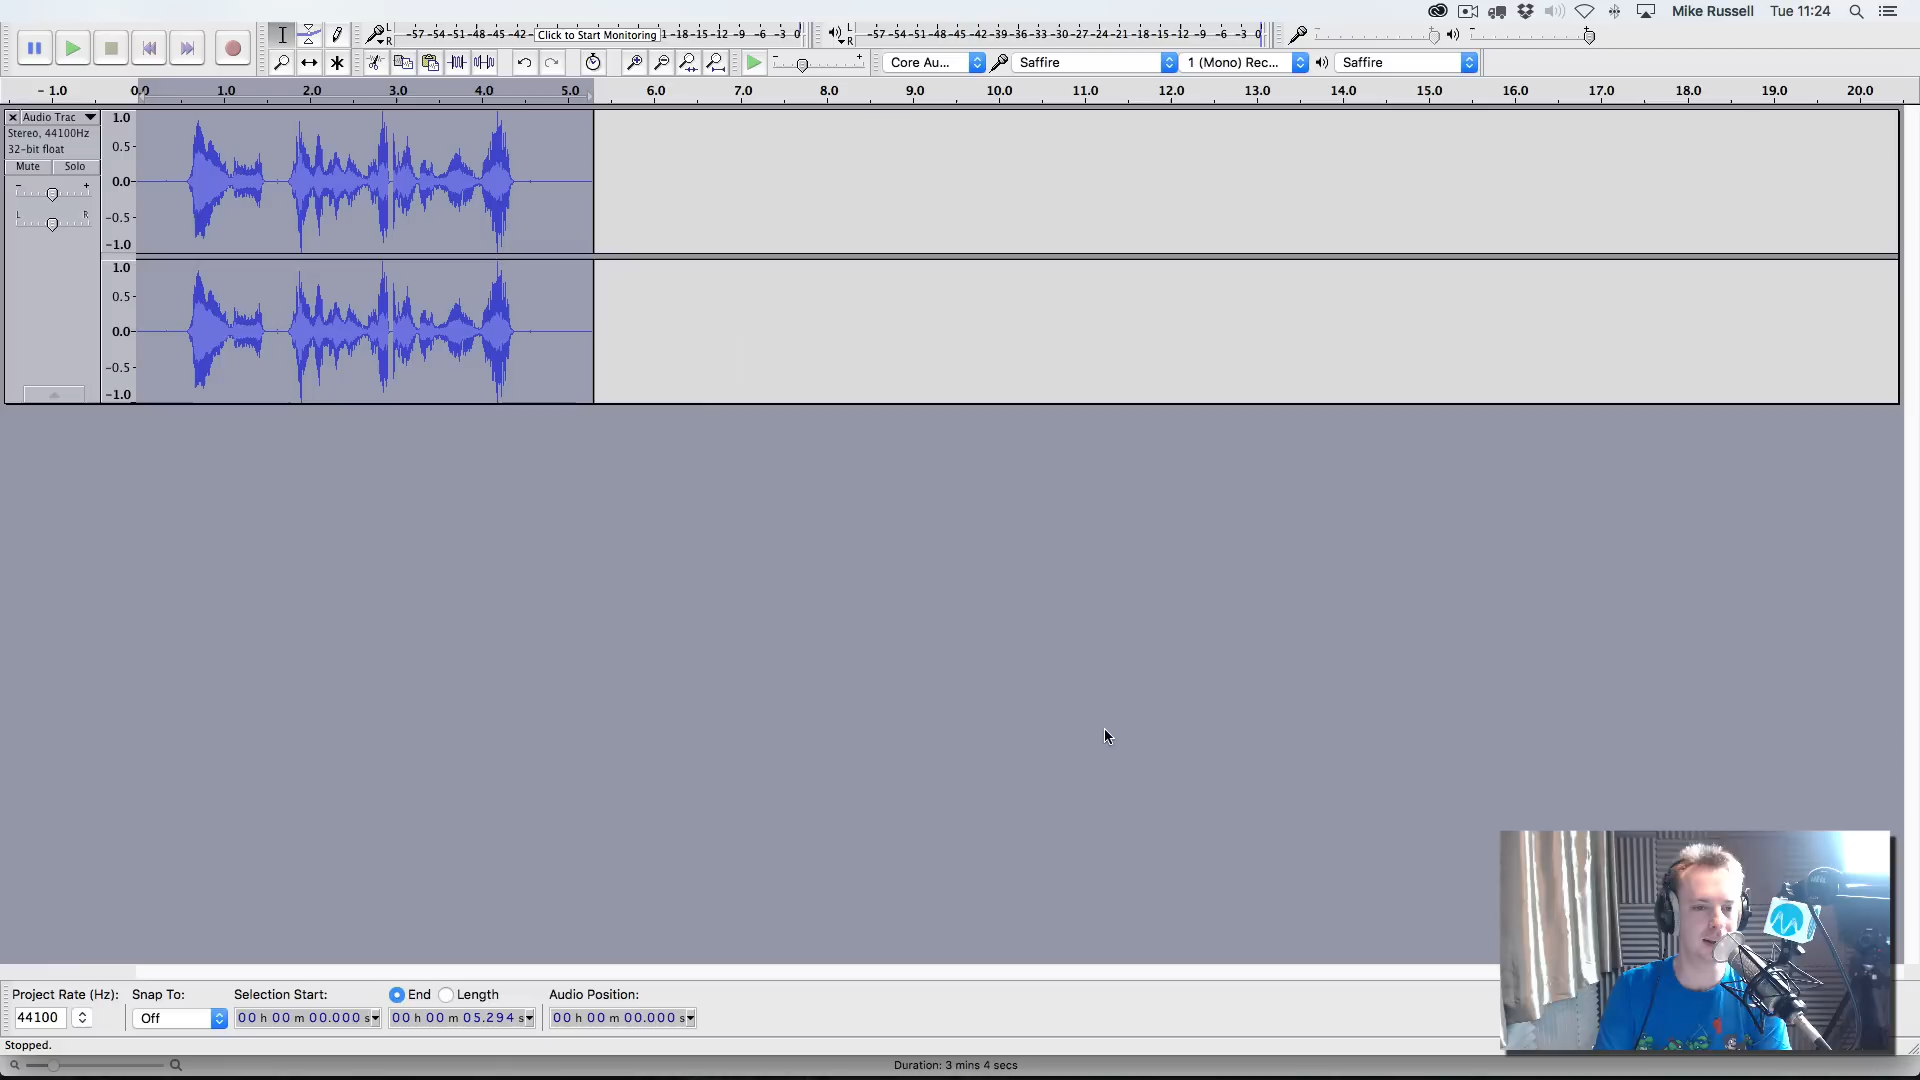 Mike Russell Tue 11:24
L R -57-54-51-48-45-42- Click to Start Monitoring 1-18-15-12-9 -6 -3 0
L R -57-54-51-48-45-42-39-36-33-30-27-24-21-18-15-12-9 -6 -3 0
Core Au... Saffire 1 (Mono) Rec... Saffire
- 1.0 0.0 1.0 2.0 3.0 4.0 5.0 6.0 7.0 8.0 9.0 10.0 11.0 12.0 13.0 14.0 15.0 16.0 17.0 18.0 19.0 20.0
Audio Trac
Stereo, 44100Hz
32-bit float
Mute Solo
- +
L R
1.0
0.5
0.0
-0.5
-1.0
1.0
0.5
0.0
-0.5
-1.0
Project Rate (Hz): Snap To: Selection Start: End Length Audio Position:
44100 Off 00 h 00 m 00.000 s 00 h 00 m 05.294 s 00 h 00 m 00.000 s
Stopped.
Duration: 3 mins 4 secs